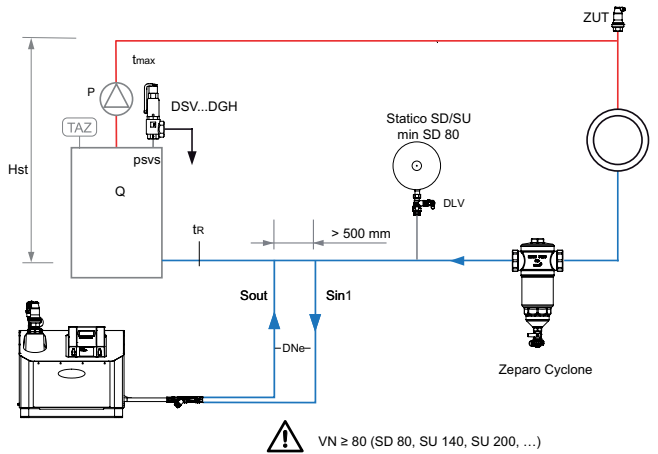 ZUT
tmax
P
DSV...DGH
TAZ
Statico SD/SU
min SD 80
psvs
Hst
Q
DLV
tR
> 500 mm
Sout
Sin1
DNe
Zeparo Cyclone
VN ≥ 80 (SD 80, SU 140, SU 200, …)